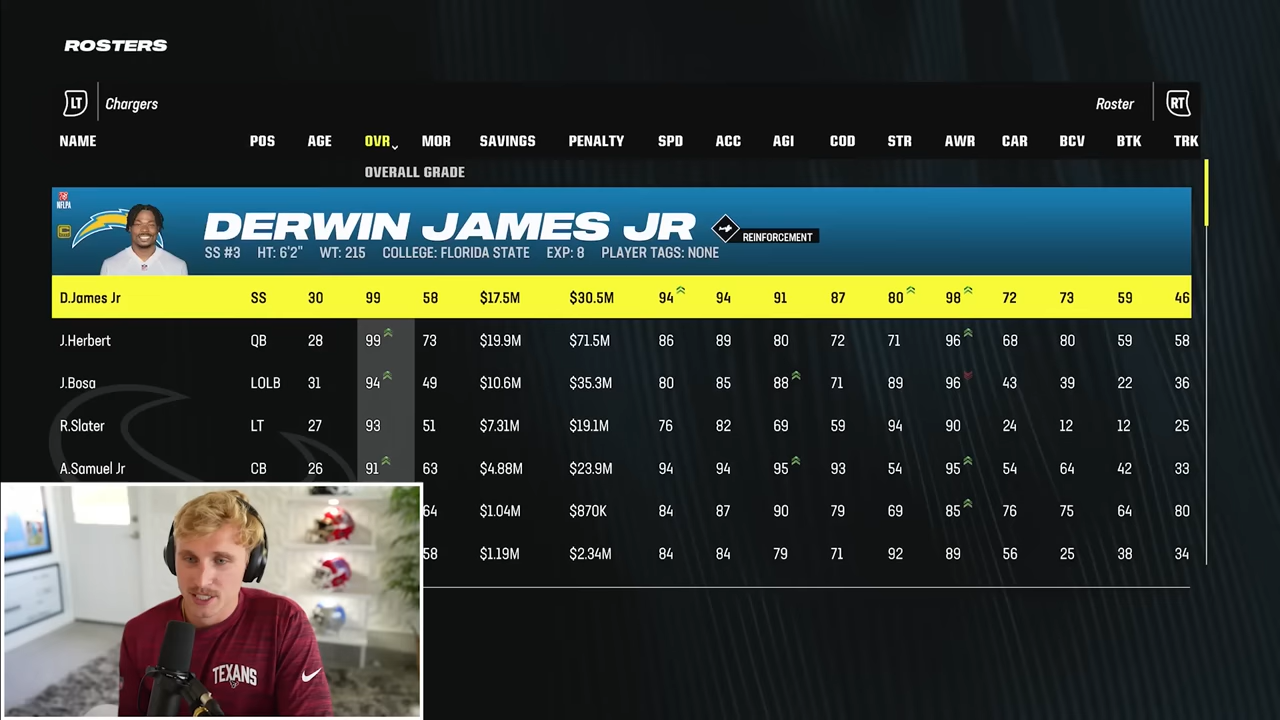 ROSTERS
LT Chargers Roster RT
NAME POS AGE OVR MOR SAVINGS PENALTY SPD ACC AGI COD STR AWR CAR BCV BTK TRK
OVERALL GRADE
NFLPA
DERWIN JAMES JR REINFORCEMENT
SS #3 HT: 6'2" WT: 215 COLLEGE: FLORIDA STATE EXP: 8 PLAYER TAGS: NONE
D.James Jr SS 30 99 58 $17.5M $30.5M 94 94 91 87 80 98 72 73 59 46
J.Herbert QB 28 99 73 $19.9M $71.5M 86 89 80 72 71 96 68 80 59 58
J.Bosa LOLB 31 94 49 $10.6M $35.3M 80 85 88 71 89 96 43 39 22 36
R.Slater LT 27 93 51 $7.31M $19.1M 76 82 69 59 94 90 24 12 12 25
A.Samuel Jr CB 26 91 63 $4.88M $23.9M 94 94 95 93 54 95 54 64 42 33
64 $1.04M $870K 84 87 90 79 69 85 76 75 64 80
58 $1.19M $2.34M 84 84 79 71 92 89 56 25 38 34
TEXANS